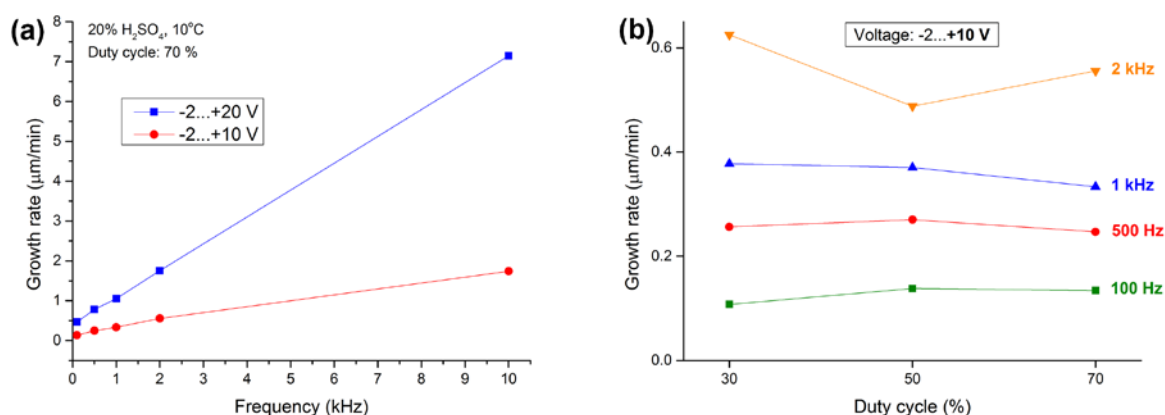 (a)
20% H₂SO₄, 10°C
Duty cycle: 70 %
-2...+20 V
-2...+10 V
Growth rate (μm/min)
8
7
6
5
4
3
2
1
0
0 1 2 3 4 5 6 7 8 9 10
Frequency (kHz)
(b)
Voltage: -2...+10 V
Growth rate (μm/min)
0.6
0.4
0.2
0.0
2 kHz
1 kHz
500 Hz
100 Hz
30 50 70
Duty cycle (%)